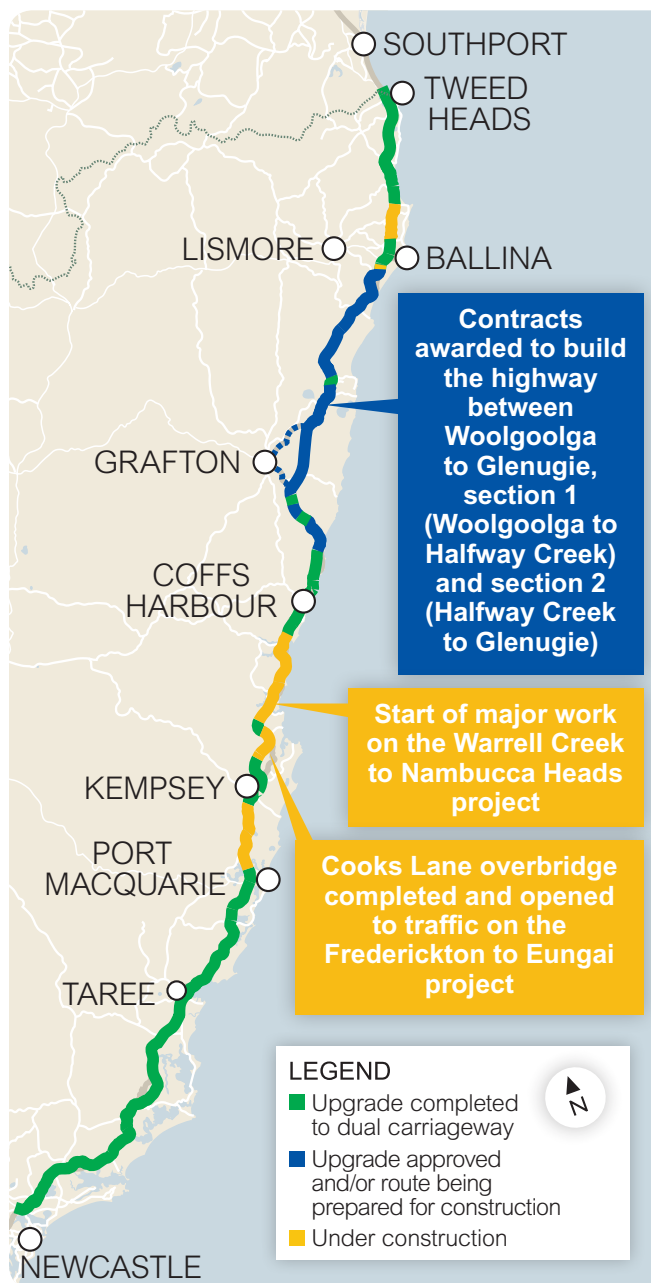 SOUTHPORT
TWEED
HEADS
LISMORE
BALLINA
Contracts
awarded to build
the highway
between
Woolgoolga
to Glenugie,
section 1
(Woolgoolga to
Halfway Creek)
and section 2
(Halfway Creek
to Glenugie)
GRAFTON
COFFS
HARBOUR
Start of major work
on the Warrell Creek
to Nambucca Heads
project
KEMPSEY
PORT
MACQUARIE
Cooks Lane overbridge
completed and opened
to traffic on the
Frederickton to Eungai
project
TAREE
LEGEND
N
Upgrade completed
to dual carriageway
Upgrade approved
and/or route being
prepared for construction
Under construction
NEWCASTLE